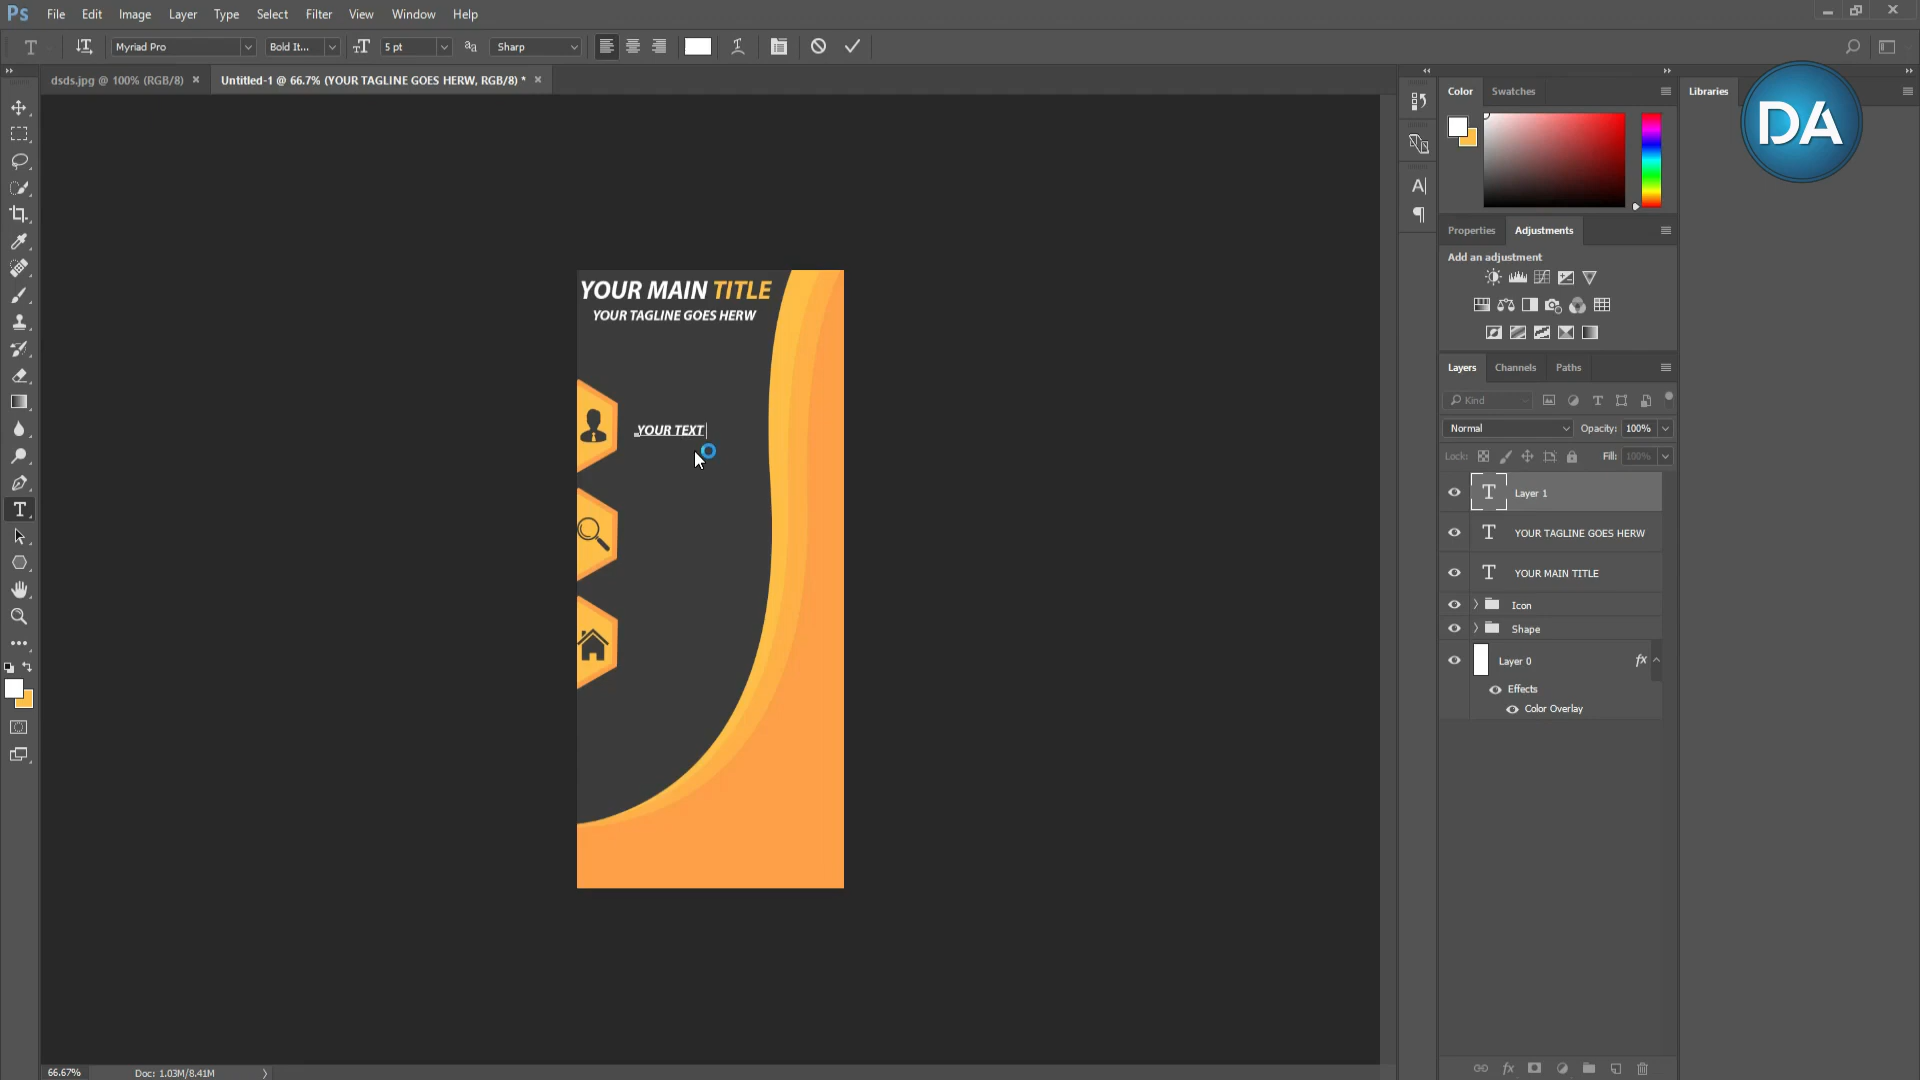 Ps File Edit Image Layer Type Select Filter View Window Help
T Myriad Pro Bold It... 5 pt Sharp
dsds.jpg @ 100% (RGB/8) × Untitled-1 @ 66.7% (YOUR TAGLINE GOES HERW, RGB/8) * ×
Color Swatches
Libraries
DA
Properties Adjustments
Add an adjustment
YOUR MAIN TITLE
YOUR TAGLINE GOES HERW
YOUR TEXT
Layers Channels Paths
Kind
Normal Opacity: 100%
Lock: Fill: 100%
T Layer 1
T YOUR TAGLINE GOES HERW
T YOUR MAIN TITLE
Icon
Shape
Layer 0 fx
Effects
Color Overlay
66.67% Doc: 1.03M/8.41M